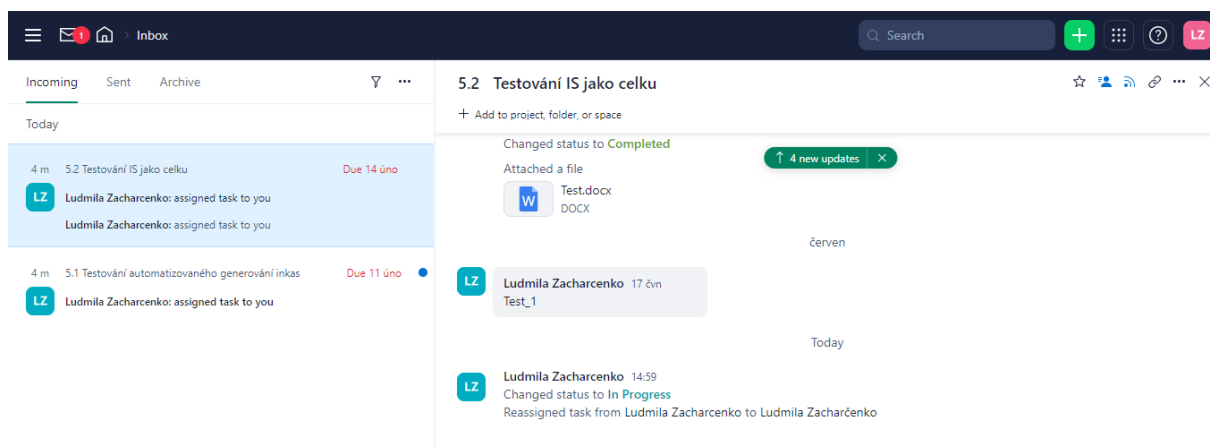 1
Inbox
Search
LZ
Incoming Sent Archive
Today
4 m 5.2 Testování IS jako celku Due 14 úno
LZ
Ludmila Zacharcenko: assigned task to you
Ludmila Zacharcenko: assigned task to you
4 m 5.1 Testování automatizovaného generování inkas Due 11 úno
LZ
Ludmila Zacharcenko: assigned task to you
5.2 Testování IS jako celku
Add to project, folder, or space
Changed status to Completed
4 new updates
Attached a file
W
Test.docx
DOCX
červen
LZ
Ludmila Zacharcenko 17 čvn
Test_1
Today
LZ
Ludmila Zacharcenko 14:59
Changed status to In Progress
Reassigned task from Ludmila Zacharcenko to Ludmila Zacharčenko